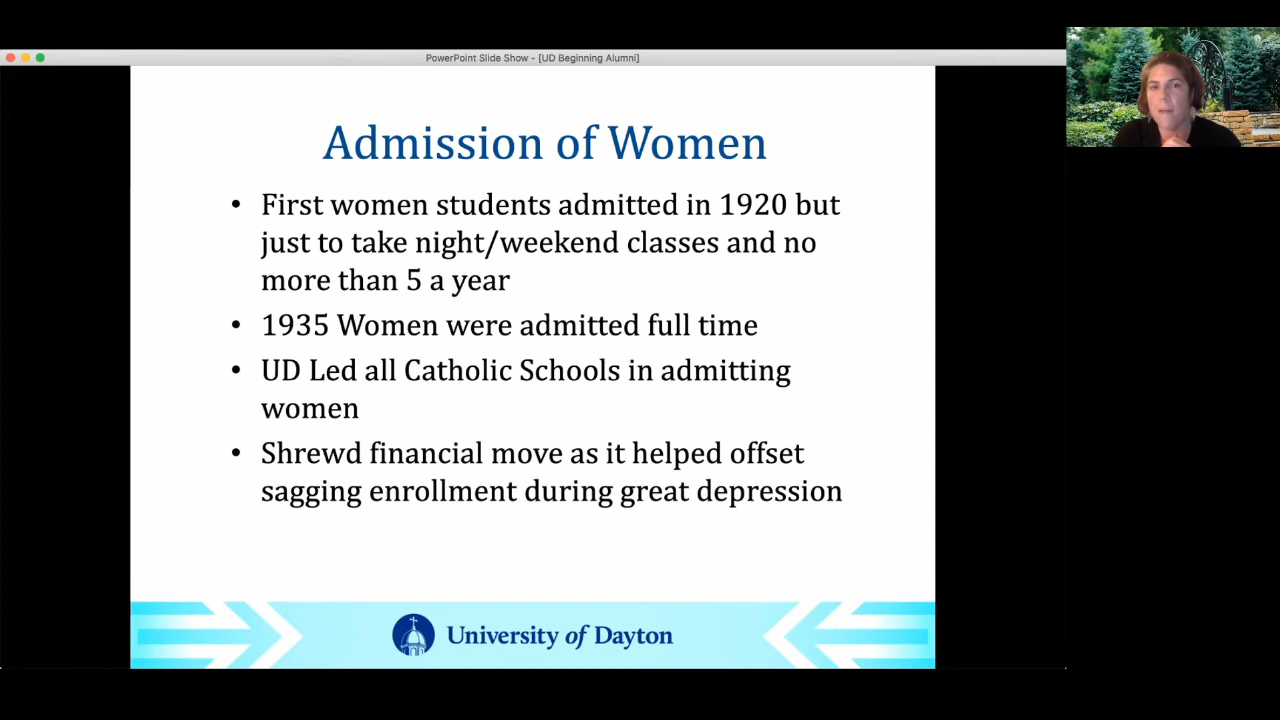 PowerPoint Slide Show - [UD Beginning Alumni]
Admission of Women
• First women students admitted in 1920 but
just to take night/weekend classes and no
more than 5 a year
• 1935 Women were admitted full time
• UD Led all Catholic Schools in admitting
women
• Shrewd financial move as it helped offset
sagging enrollment during great depression
University of Dayton